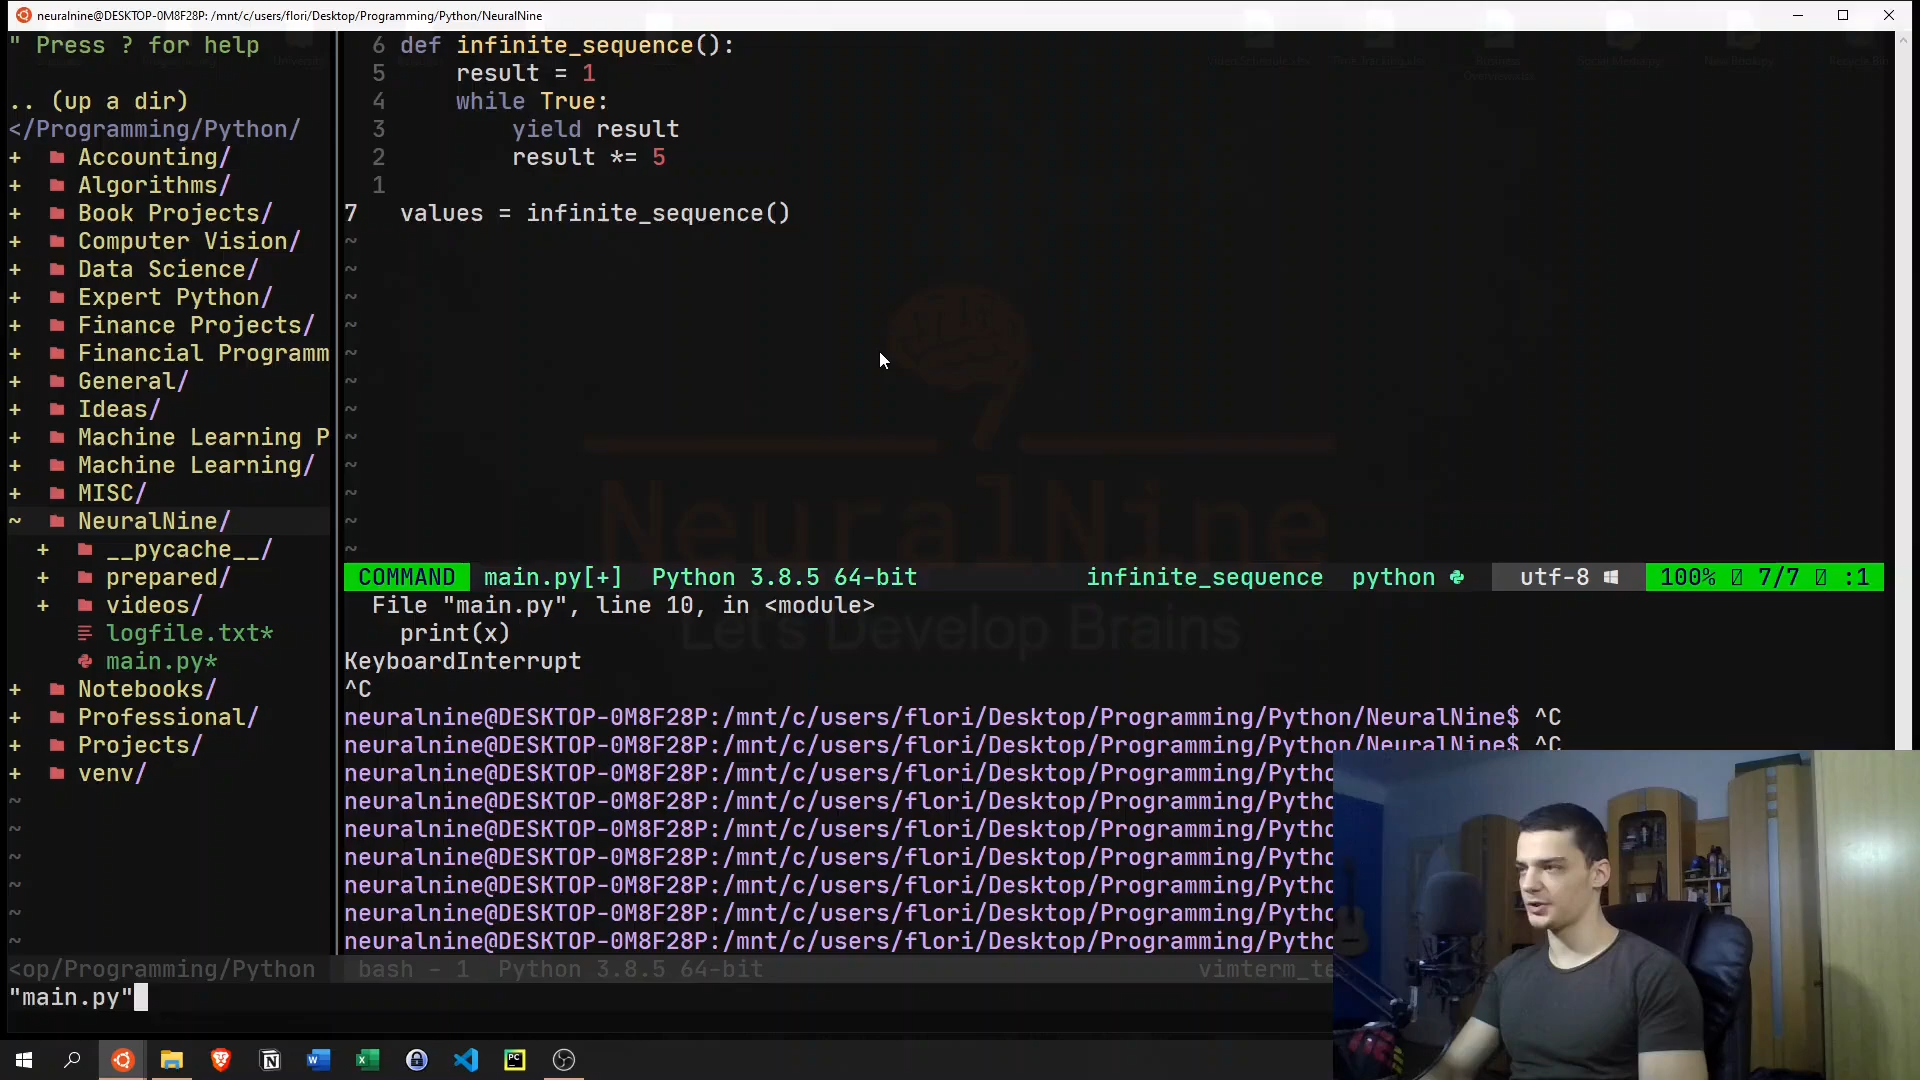 neuralnine@DESKTOP-0M8F28P: /mnt/c/users/flori/Desktop/Programming/Python/NeuralNine
" Press ? for help
.. (up a dir)
</Programming/Python/
+ Accounting/
+ Algorithms/
+ Book Projects/
+ Computer Vision/
+ Data Science/
+ Expert Python/
+ Finance Projects/
+ Financial Programm
+ General/
+ Ideas/
+ Machine Learning P
+ Machine Learning/
+ MISC/
~ NeuralNine/
+ __pycache__/
+ prepared/
+ videos/
logfile.txt*
main.py*
+ Notebooks/
+ Professional/
+ Projects/
+ venv/
<op/Programming/Python
6 def infinite_sequence():
5 result = 1
4 while True:
3 yield result
2 result *= 5
1
7 values = infinite_sequence()
NeuralNine
Let's Develop Brains
COMMAND main.py[+] Python 3.8.5 64-bit infinite_sequence python utf-8 100% 7/7 :1
File "main.py", line 10, in <module>
print(x)
KeyboardInterrupt
^C
neuralnine@DESKTOP-0M8F28P:/mnt/c/users/flori/Desktop/Programming/Python/NeuralNine$ ^C
neuralnine@DESKTOP-0M8F28P:/mnt/c/users/flori/Desktop/Programming/Python/NeuralNine$ ^C
neuralnine@DESKTOP-0M8F28P:/mnt/c/users/flori/Desktop/Programming/Pytho
neuralnine@DESKTOP-0M8F28P:/mnt/c/users/flori/Desktop/Programming/Pytho
neuralnine@DESKTOP-0M8F28P:/mnt/c/users/flori/Desktop/Programming/Pytho
neuralnine@DESKTOP-0M8F28P:/mnt/c/users/flori/Desktop/Programming/Pytho
neuralnine@DESKTOP-0M8F28P:/mnt/c/users/flori/Desktop/Programming/Pytho
neuralnine@DESKTOP-0M8F28P:/mnt/c/users/flori/Desktop/Programming/Pytho
neuralnine@DESKTOP-0M8F28P:/mnt/c/users/flori/Desktop/Programming/Pytho
bash - 1 Python 3.8.5 64-bit vimterm_te
"main.py"